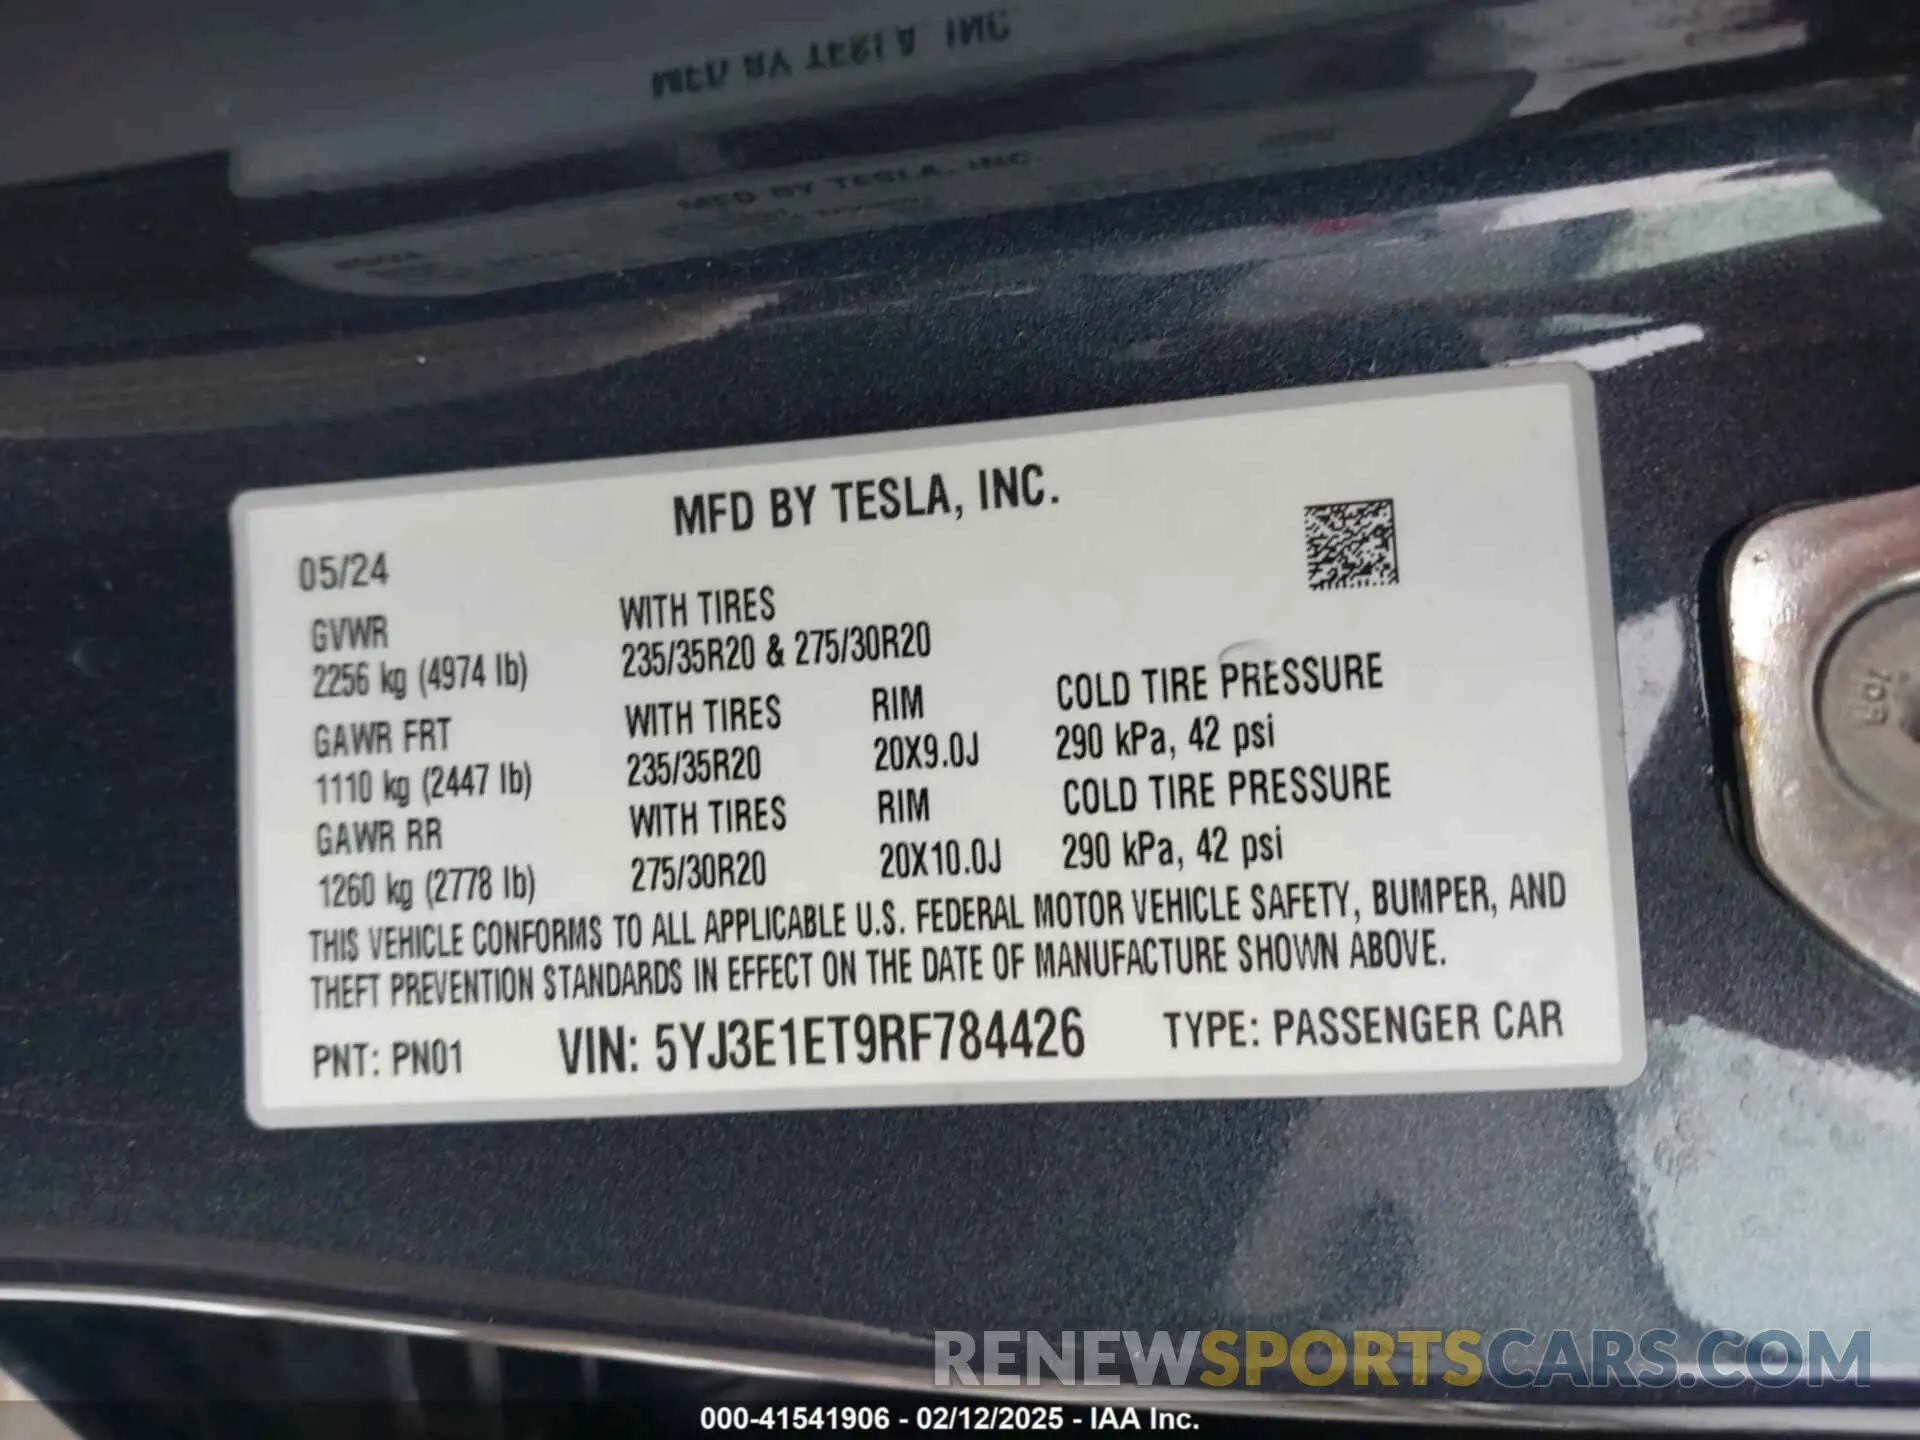 MFD BY TESLA, INC.
MFD BY TESLA, INC.
MFD BY TESLA, INC.
05/24
GVWR
2256 kg (4974 lb)
WITH TIRES
235/35R20 & 275/30R20
GAWR FRT
1110 kg (2447 lb)
WITH TIRES
235/35R20
RIM
20X9.0J
COLD TIRE PRESSURE
290 kPa, 42 psi
GAWR RR
1260 kg (2778 lb)
WITH TIRES
275/30R20
RIM
20X10.0J
COLD TIRE PRESSURE
290 kPa, 42 psi
THIS VEHICLE CONFORMS TO ALL APPLICABLE U.S. FEDERAL MOTOR VEHICLE SAFETY, BUMPER, AND
THEFT PREVENTION STANDARDS IN EFFECT ON THE DATE OF MANUFACTURE SHOWN ABOVE.
PNT: PN01 VIN: 5YJ3E1ET9RF784426 TYPE: PASSENGER CAR
RENEWSPORTSCARS.COM
000-41541906 - 02/12/2025 - IAA Inc.